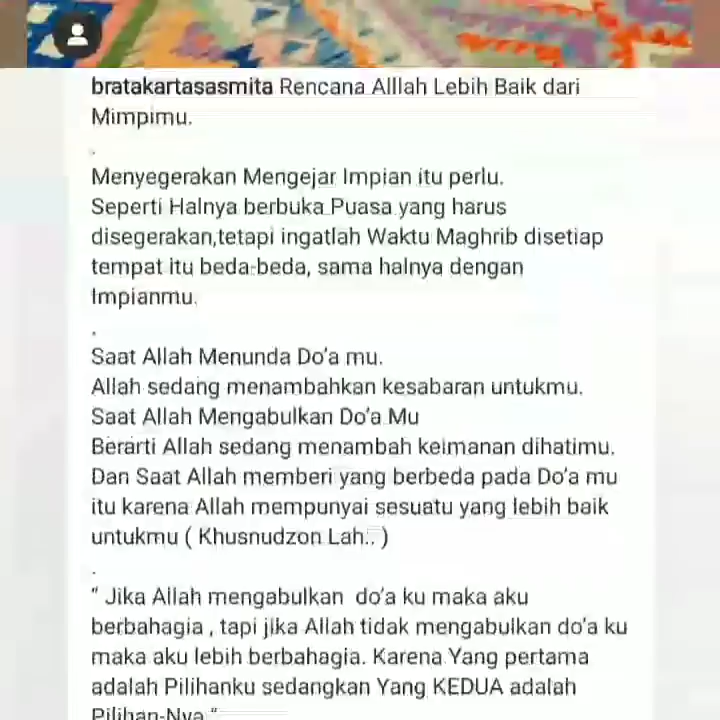 bratakartasasmita Rencana Alllah Lebih Baik dari
Mimpimu.
.
Menyegerakan Mengejar Impian itu perlu.
Seperti Halnya berbuka Puasa yang harus
disegerakan,tetapi ingatlah Waktu Maghrib disetiap
tempat itu beda-beda, sama halnya dengan
Impianmu.
.
Saat Allah Menunda Do’a mu.
Allah sedang menambahkan kesabaran untukmu.
Saat Allah Mengabulkan Do’a Mu
Berarti Allah sedang menambah keimanan dihatimu.
Dan Saat Allah memberi yang berbeda pada Do’a mu
itu karena Allah mempunyai sesuatu yang lebih baik
untukmu ( Khusnudzon Lah.. )
.
“ Jika Allah mengabulkan  do’a ku maka aku
berbahagia , tapi jika Allah tidak mengabulkan do’a ku
maka aku lebih berbahagia. Karena Yang pertama
adalah Pilihanku sedangkan Yang KEDUA adalah
Pilihan-Nya “